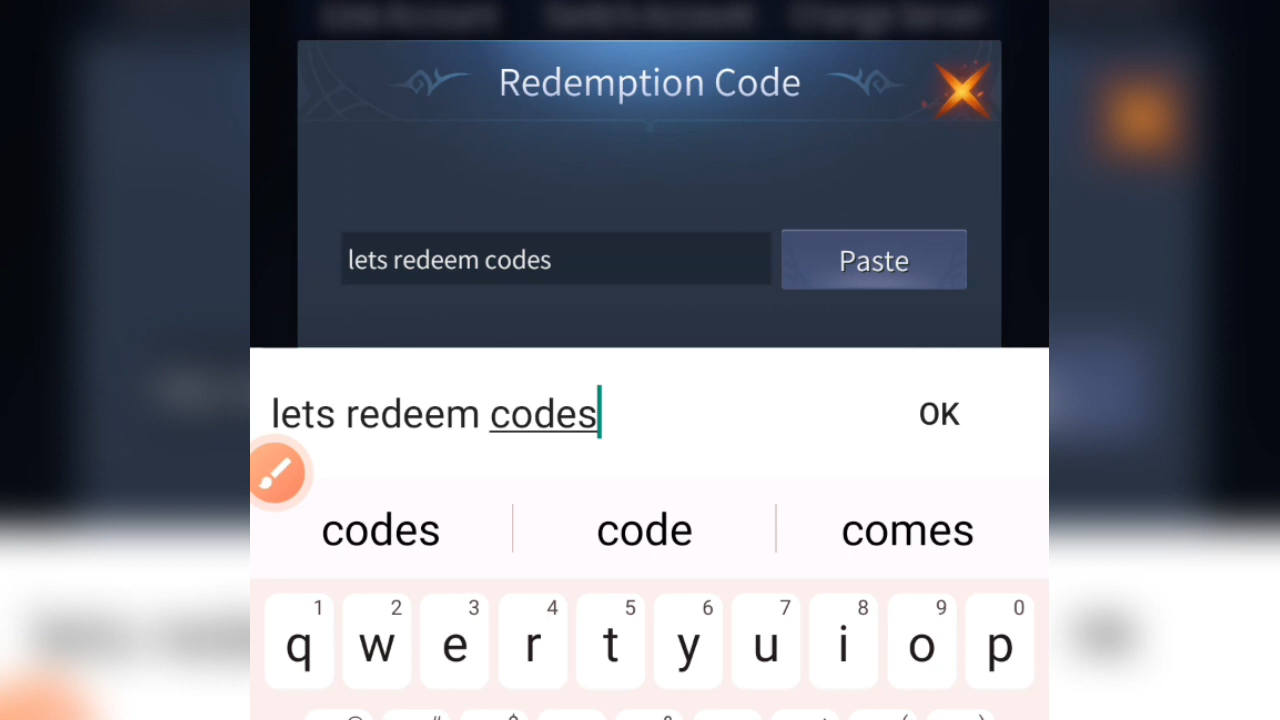 Redemption Code
lets redeem codes
Paste
lets redeem codes
OK
codes code comes
1 2 3 4 5 6 7 8 9 0
q w e r t y u i o p